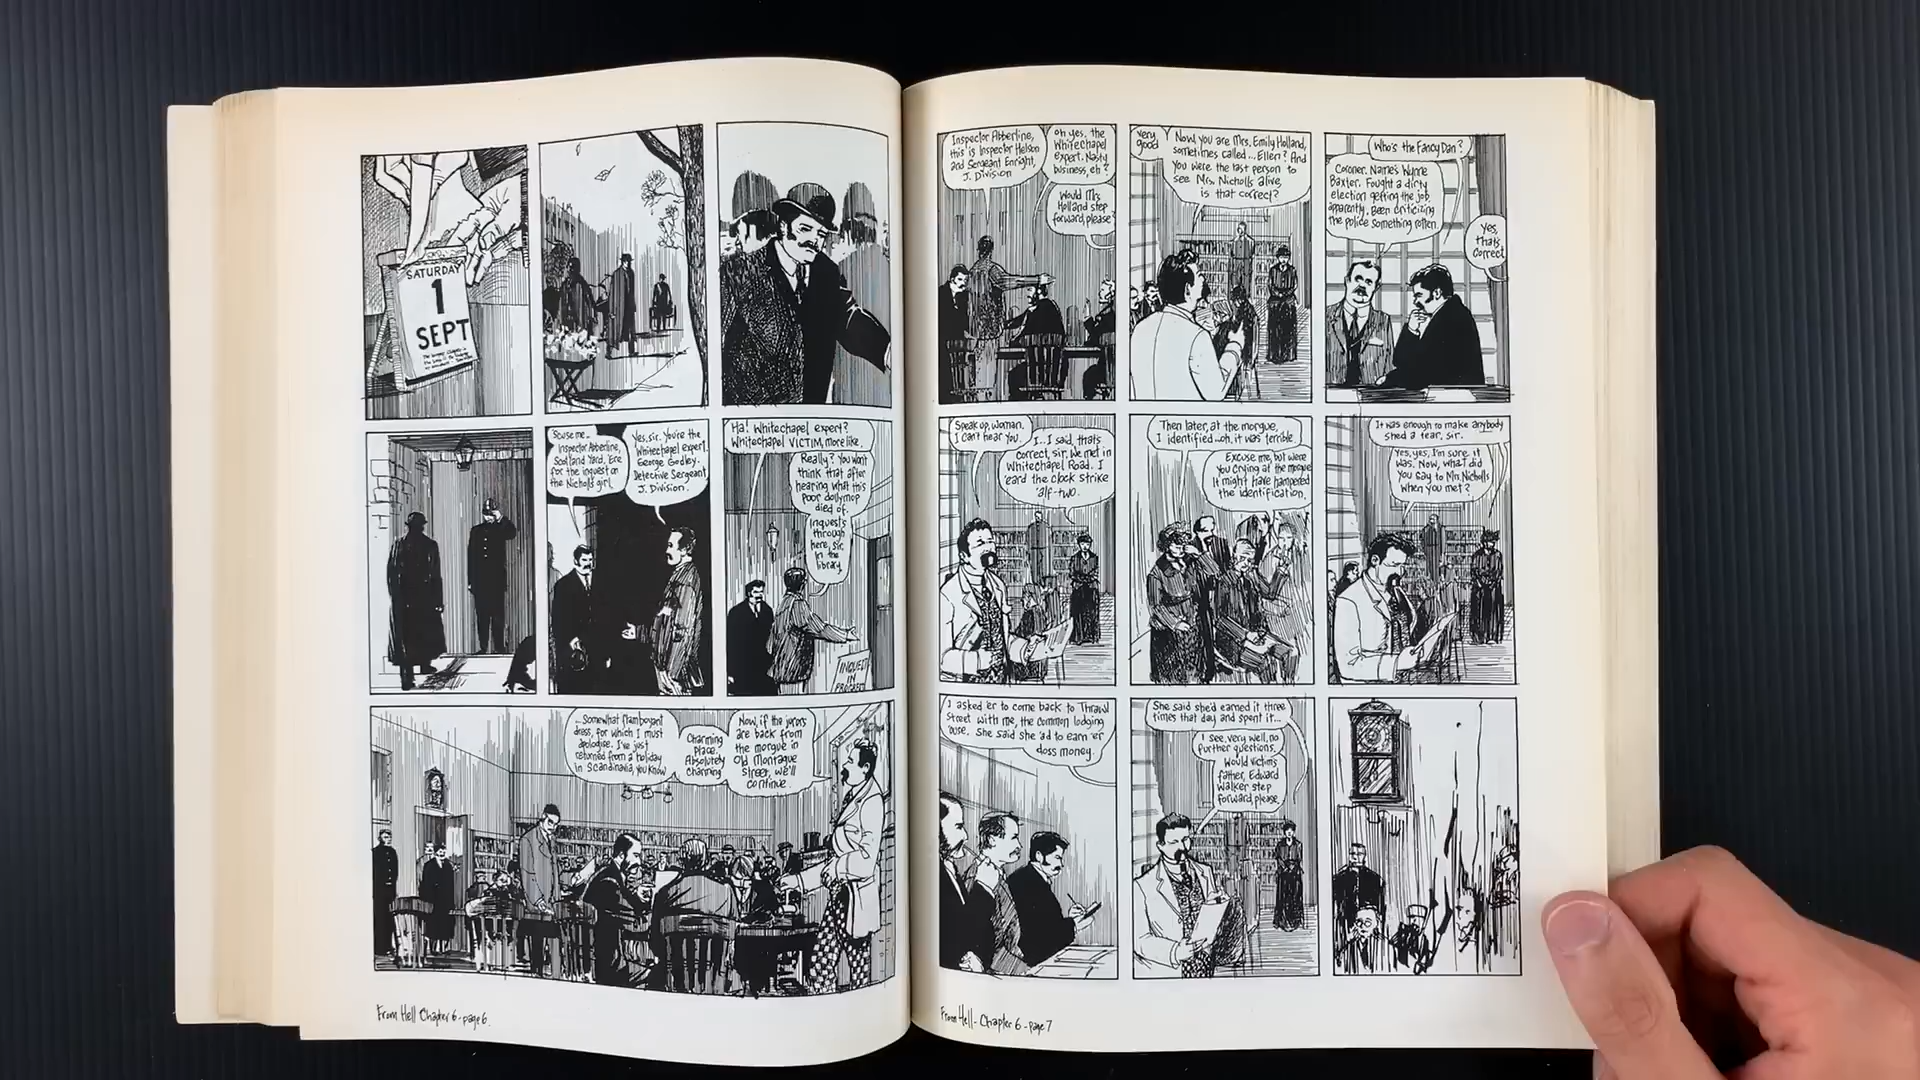 SATURDAY
1
SEPT
'Scuse me..
Inspector Abberline,
Scotland Yard. 'Ere
for the inquest on
the Nicholls girl.
Yes, sir. You're the
Whitechapel expert.
George Godley.
Detective Sergeant,
J. Division.
Ha! Whitechapel expert?
Whitechapel VICTIM, more like.
Really? You won't
think that after
hearing what this
poor dollymop
died of.
Inquest's
through
here, sir,
in the
library.
INQUEST
IN
PROGRESS
...Somewhat flamboyant
dress, for which I must
apologise. I've just
returned from a holiday
in Scandinavia, you know
Charming
place.
Absolutely
charming
Now, if the jurors
are back from
the morgue in
Old Montague
Street, we'll
continue.
From Hell Chapter 6 - page 6
Inspector Abberline,
this is Inspector Helson
and Sergeant Enright,
J. Division
Oh yes. the
Whitechapel
expert. Nasty
business, eh?
Would Mrs
Holland step
forward, please?
Very
good
Now, you are Mrs. Emily Holland,
sometimes called... Ellen? And
you were the last person to
see Mrs. Nicholls alive,
is that correct?
Who's the Fancy Dan?
Coroner. Name's Wynne
Baxter. Fought a dirty
election getting the job,
apparently. Been criticizing
the police something rotten.
Yes,
that's
correct
Speak up, woman.
I can't hear you.
I.. I said, that's
correct, sir. We met in
Whitechapel Road. I
'eard the clock strike
'alf-two.
Then later, at the morgue,
I identified..oh, it was terrible.
Excuse me, but were
you crying at the morgue
It might have hampered
the identification.
It was enough to make anybody
shed a tear, sir.
Yes, yes, I'm sure it
was. Now, what did
you say to Mrs Nicholls
when you met?
I asked 'er to come back to Thrawl
Street with me, the common lodging
'ouse. She said she 'ad to earn 'er
doss money.
She said she'd earned it three
times that day and spent it...
I see. very well, no
further questions.
Would victim's
father, Edward
Walker step
forward, please.
From Hell - Chapter 6 - page 7